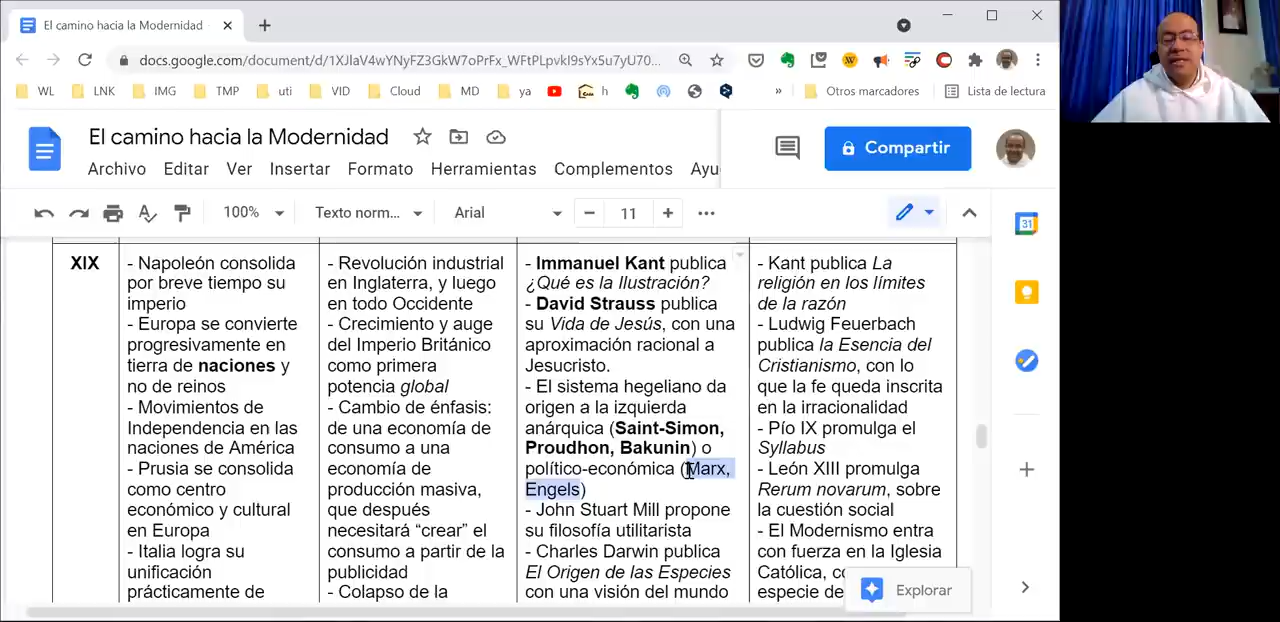 El camino hacia la Modernidad
docs.google.com/document/d/1XJlaV4wYNyFZ3GkW7oPrFx_WFtPLpvkI9sYx5u7yU70...
WL LNK IMG TMP uti VID Cloud MD ya h » Otros marcadores Lista de lectura
El camino hacia la Modernidad
Compartir
Archivo Editar Ver Insertar Formato Herramientas Complementos Ayu
100% Texto norm... Arial 11
31
XIX
- Napoleón consolida
por breve tiempo su
imperio
- Europa se convierte
progresivamente en
tierra de naciones y
no de reinos
- Movimientos de
Independencia en las
naciones de América
- Prusia se consolida
como centro
económico y cultural
en Europa
- Italia logra su
unificación
prácticamente de
- Revolución industrial
en Inglaterra, y luego
en todo Occidente
- Crecimiento y auge
del Imperio Británico
como primera
potencia global
- Cambio de énfasis:
de una economía de
consumo a una
economía de
producción masiva,
que después
necesitará “crear” el
consumo a partir de la
publicidad
- Colapso de la
- Immanuel Kant publica
¿Qué es la Ilustración?
- David Strauss publica
su Vida de Jesús, con una
aproximación racional a
Jesucristo.
- El sistema hegeliano da
origen a la izquierda
anárquica (Saint-Simon,
Proudhon, Bakunin) o
político-económica (Marx,
Engels)
- John Stuart Mill propone
su filosofía utilitarista
- Charles Darwin publica
El Origen de las Especies
con una visión del mundo
- Kant publica La
religión en los límites
de la razón
- Ludwig Feuerbach
publica la Esencia del
Cristianismo, con lo
que la fe queda inscrita
en la irracionalidad
- Pío IX promulga el
Syllabus
- León XIII promulga
Rerum novarum, sobre
la cuestión social
- El Modernismo entra
con fuerza en la Iglesia
Católica, co
especie de
Explorar